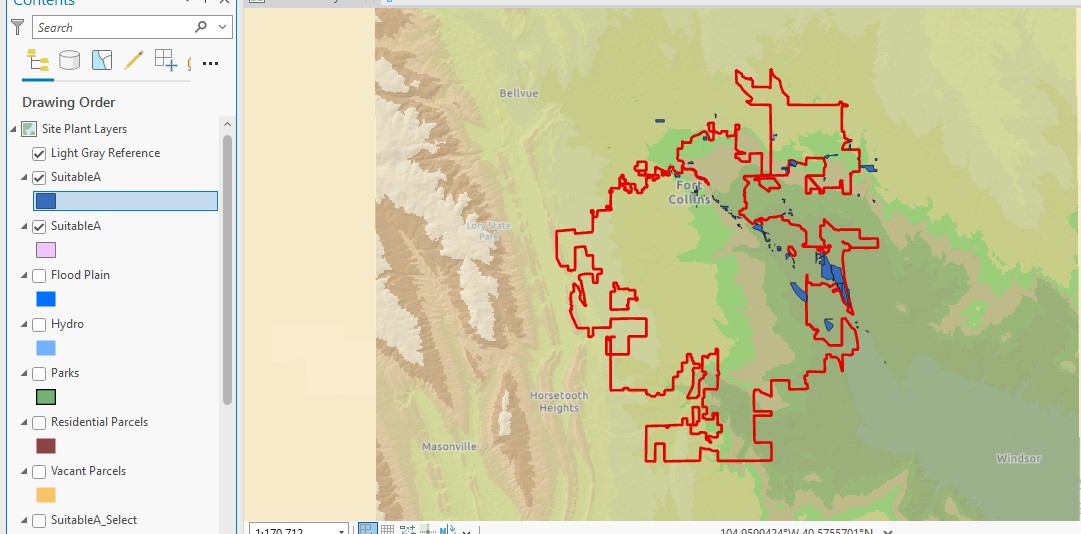 Contents
Search
Drawing Order
Site Plant Layers
Light Gray Reference
SuitableA
SuitableA
Flood Plain
Hydro
Parks
Residential Parcels
Vacant Parcels
SuitableA_Select
Bellvue
Fort
Collins
Lory State
Park
Horsetooth
Heights
Masonville
Windsor
1:170,712
104.9599424°W 40.5755701°N